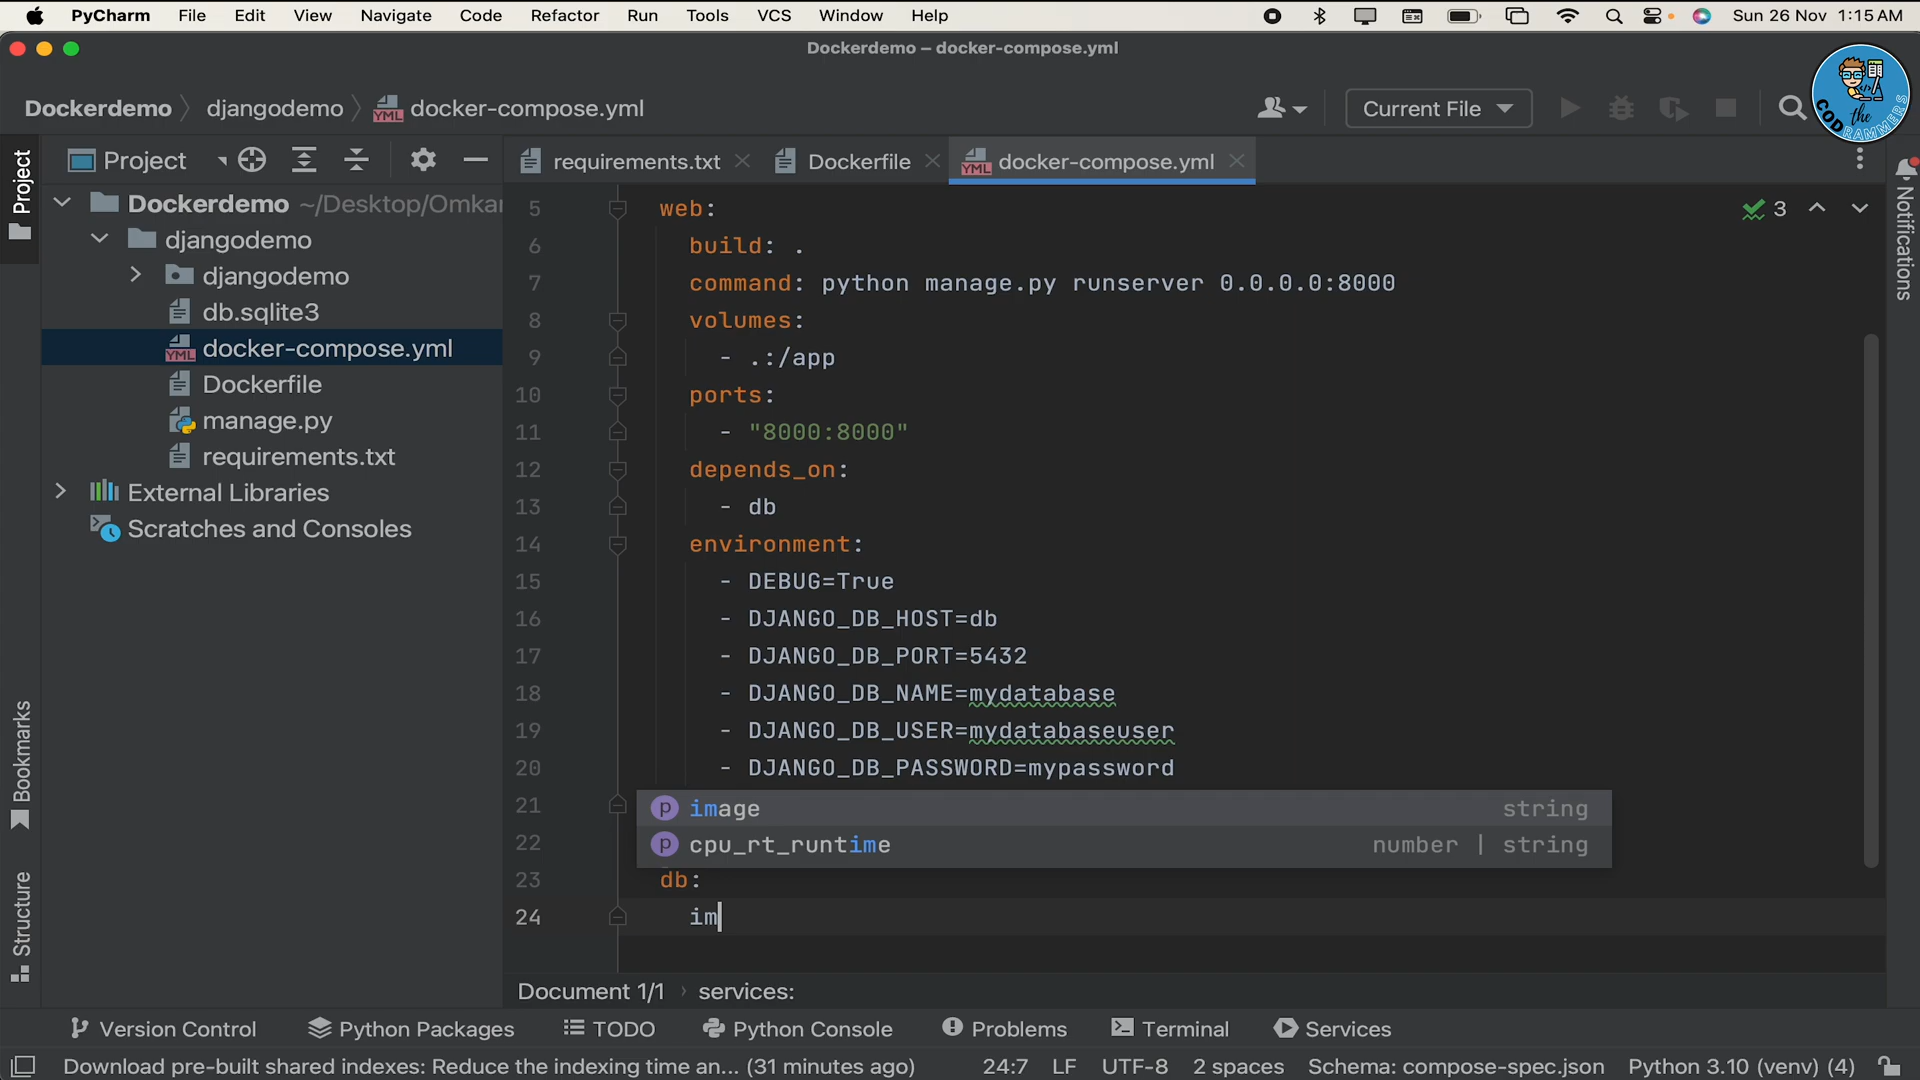 PyCharm File Edit View Navigate Code Refactor Run Tools VCS Window Help Sun 26 Nov 1:15 AM
Dockerdemo – docker-compose.yml
Dockerdemo djangodemo docker-compose.yml Current File
the CODRAMMERS
Project
Project
Dockerdemo ~/Desktop/Omkar
djangodemo
djangodemo
db.sqlite3
docker-compose.yml
Dockerfile
manage.py
requirements.txt
External Libraries
Scratches and Consoles
Bookmarks
Structure
requirements.txt Dockerfile docker-compose.yml
3
5 web:
6 build: .
7 command: python manage.py runserver 0.0.0.0:8000
8 volumes:
9 - .:/app
10 ports:
11 - "8000:8000"
12 depends_on:
13 - db
14 environment:
15 - DEBUG=True
16 - DJANGO_DB_HOST=db
17 - DJANGO_DB_PORT=5432
18 - DJANGO_DB_NAME=mydatabase
19 - DJANGO_DB_USER=mydatabaseuser
20 - DJANGO_DB_PASSWORD=mypassword
21
22
23 db:
24 im
p image string
p cpu_rt_runtime number | string
Notifications
Document 1/1 services:
Version Control Python Packages TODO Python Console Problems Terminal Services
Download pre-built shared indexes: Reduce the indexing time an... (31 minutes ago) 24:7 LF UTF-8 2 spaces Schema: compose-spec.json Python 3.10 (venv) (4)